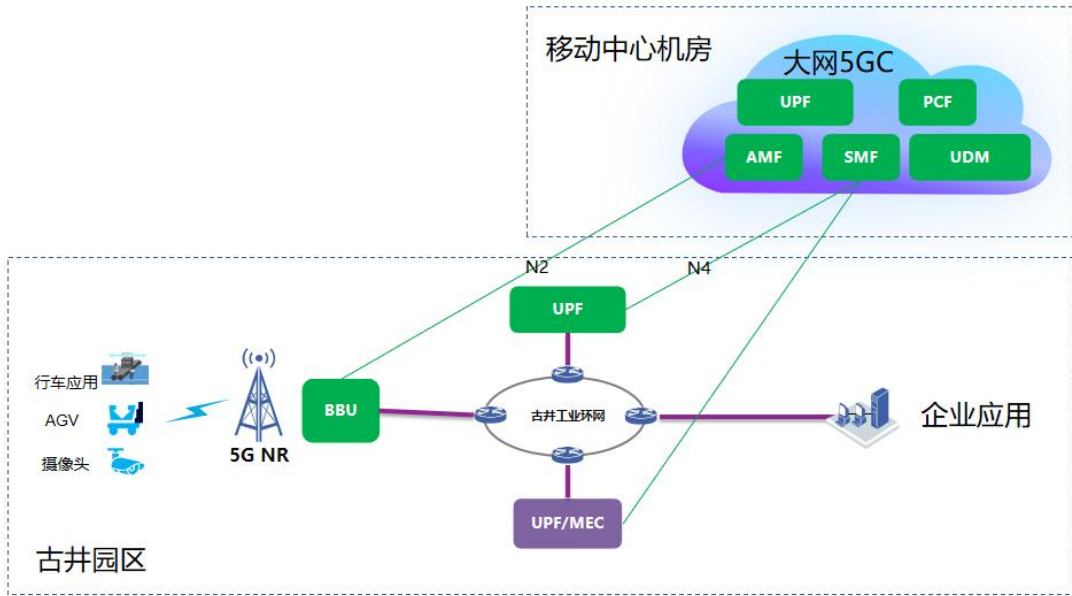 移动中心机房
大网5GC
UPF
PCF
AMF
SMF
UDM
N2
N4
UPF
行车应用
AGV
摄像头
5G NR
BBU
古井工业环网
企业应用
UPF/MEC
古井园区